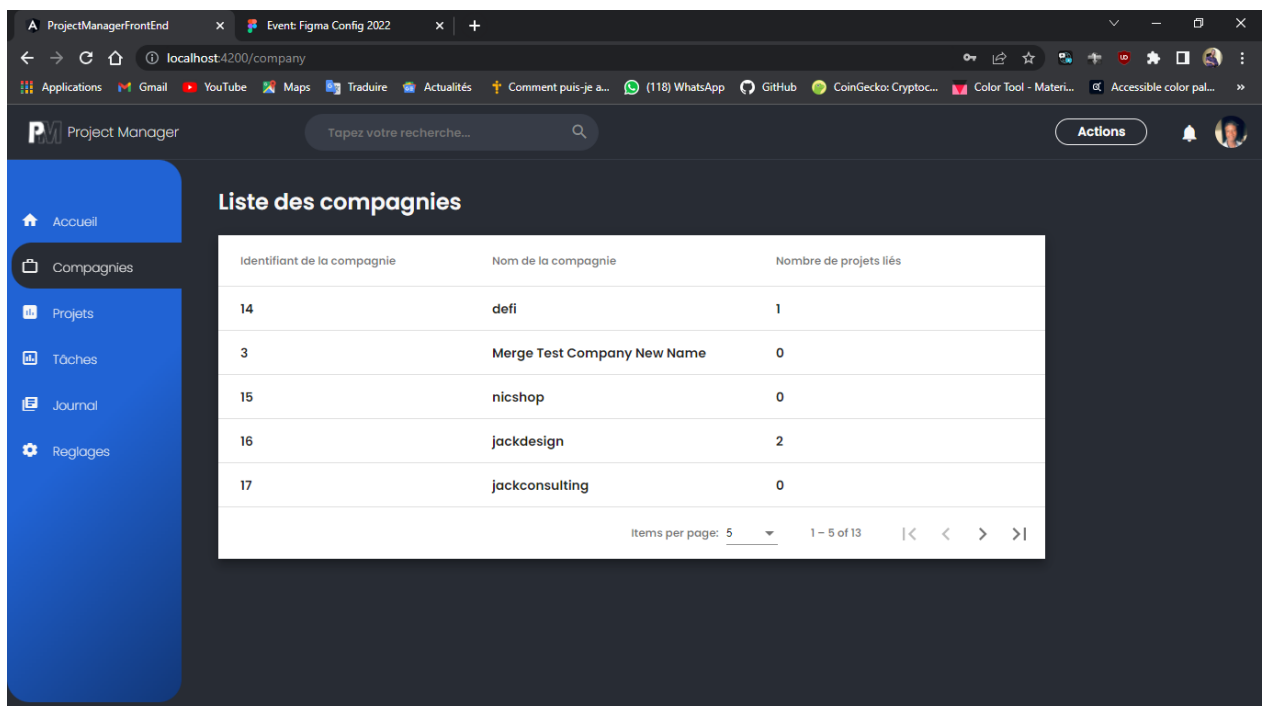 ProjectManagerFrontEnd
Event: Figma Config 2022
localhost:4200/company
Applications
Gmail
YouTube
Maps
Traduire
Actualités
Comment puis-je a...
(118) WhatsApp
GitHub
CoinGecko: Cryptoc...
Color Tool - Materi...
Accessible color pal...
»
PM Project Manager
Tapez votre recherche...
Actions
Accueil
Compagnies
Projets
Tâches
Journal
Reglages
Liste des compagnies
Identifiant de la compagnie Nom de la compagnie Nombre de projets liés
14 defi 1
3 Merge Test Company New Name 0
15 nicshop 0
16 jackdesign 2
17 jackconsulting 0
Items per page: 5 1 – 5 of 13